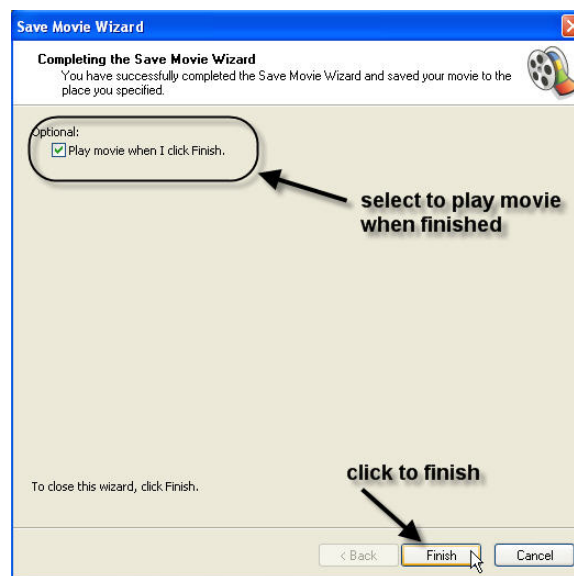 Save Movie Wizard
Completing the Save Movie Wizard
You have successfully completed the Save Movie Wizard and saved your movie to the
place you specified.
Optional:
Play movie when I click Finish.
select to play movie
when finished
click to finish
To close this wizard, click Finish.
< Back
Finish
Cancel